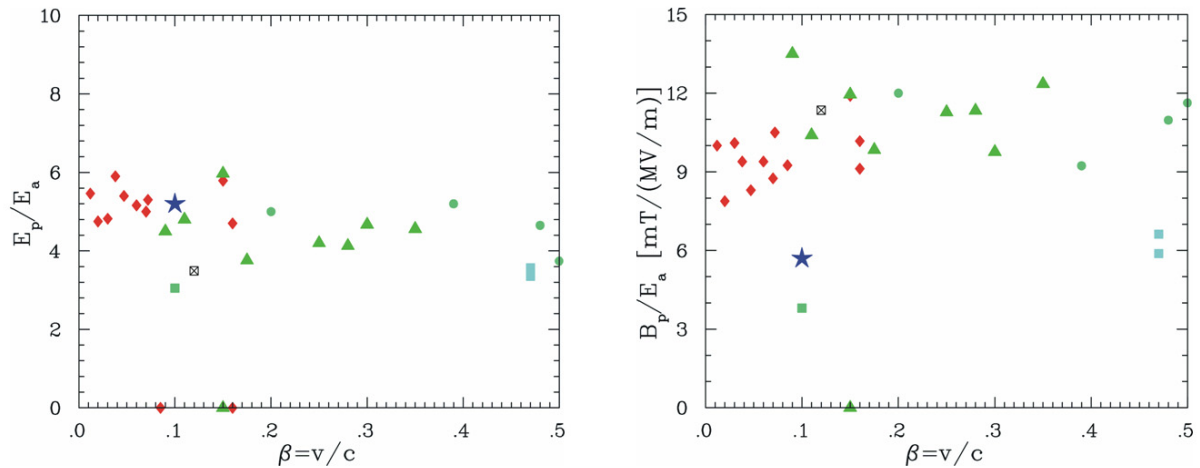 10
8
6
4
2
0
E_p/E_a
.0 .1 .2 .3 .4 .5
β=v/c
15
12
9
6
3
0
B_p/E_a [mT/(MV/m)]
.0 .1 .2 .3 .4 .5
β=v/c